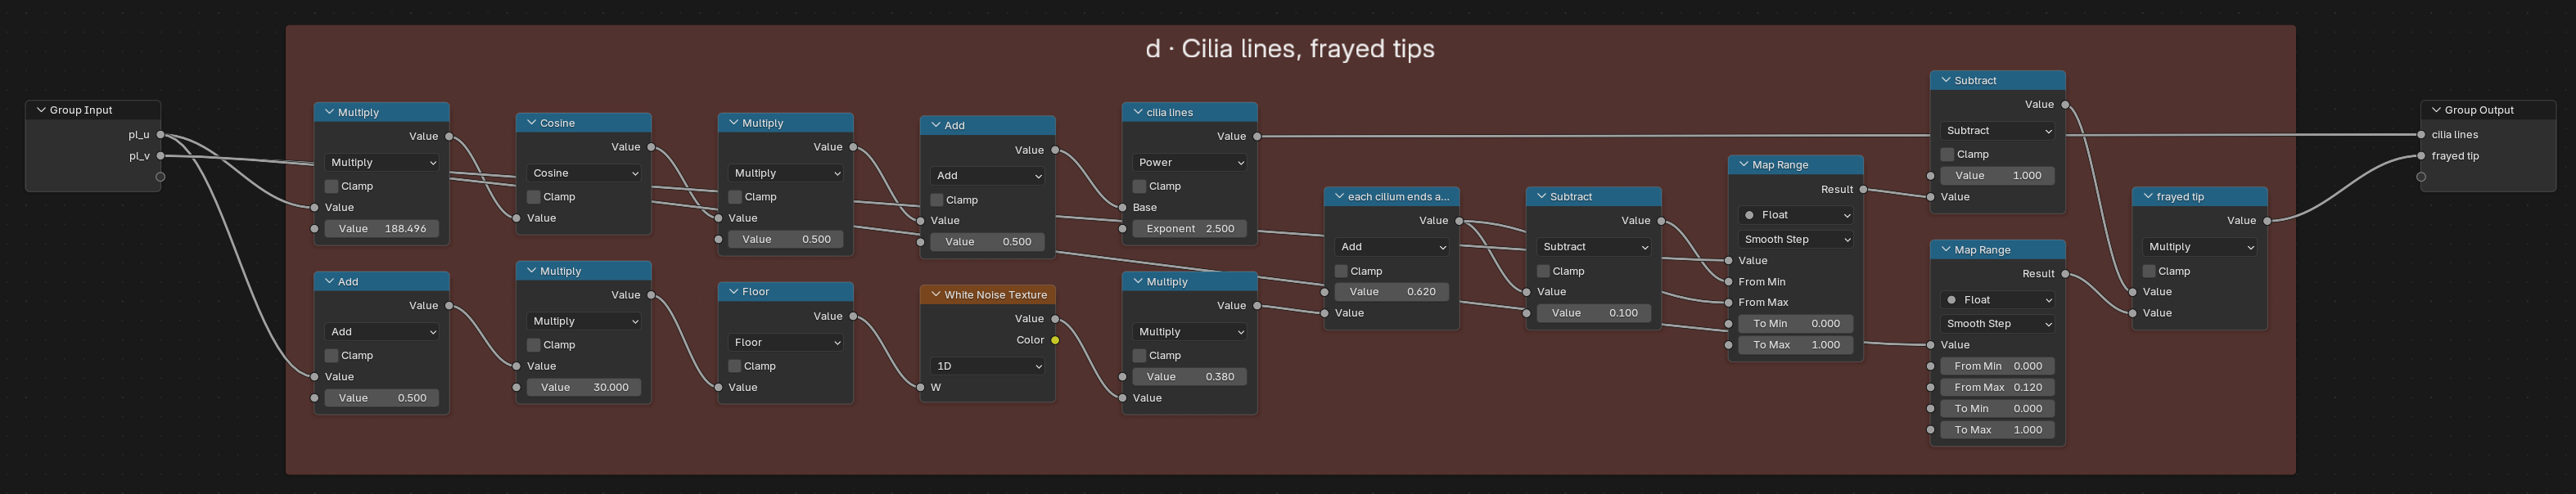 d · Cilia lines, frayed tips
Group Input
pl_u
pl_v
Multiply
Value
Multiply
Clamp
Value
Value 188.496
Cosine
Value
Cosine
Clamp
Value
Multiply
Value
Multiply
Clamp
Value
Value 0.500
Add
Value
Add
Clamp
Value
Value 0.500
cilia lines
Value
Power
Clamp
Base
Exponent 2.500
Add
Value
Add
Clamp
Value
Value 0.500
Multiply
Value
Multiply
Clamp
Value
Value 30.000
Floor
Value
Floor
Clamp
Value
White Noise Texture
Value
Color
1D
W
Multiply
Value
Multiply
Clamp
Value 0.380
Value
each cilium ends a...
Value
Add
Clamp
Value 0.620
Value
Subtract
Value
Subtract
Clamp
Value
Value 0.100
Map Range
Result
Float
Smooth Step
Value
From Min
From Max
To Min 0.000
To Max 1.000
Subtract
Value
Subtract
Clamp
Value 1.000
Value
Map Range
Result
Float
Smooth Step
Value
From Min 0.000
From Max 0.120
To Min 0.000
To Max 1.000
frayed tip
Value
Multiply
Clamp
Value
Value
Group Output
cilia lines
frayed tip